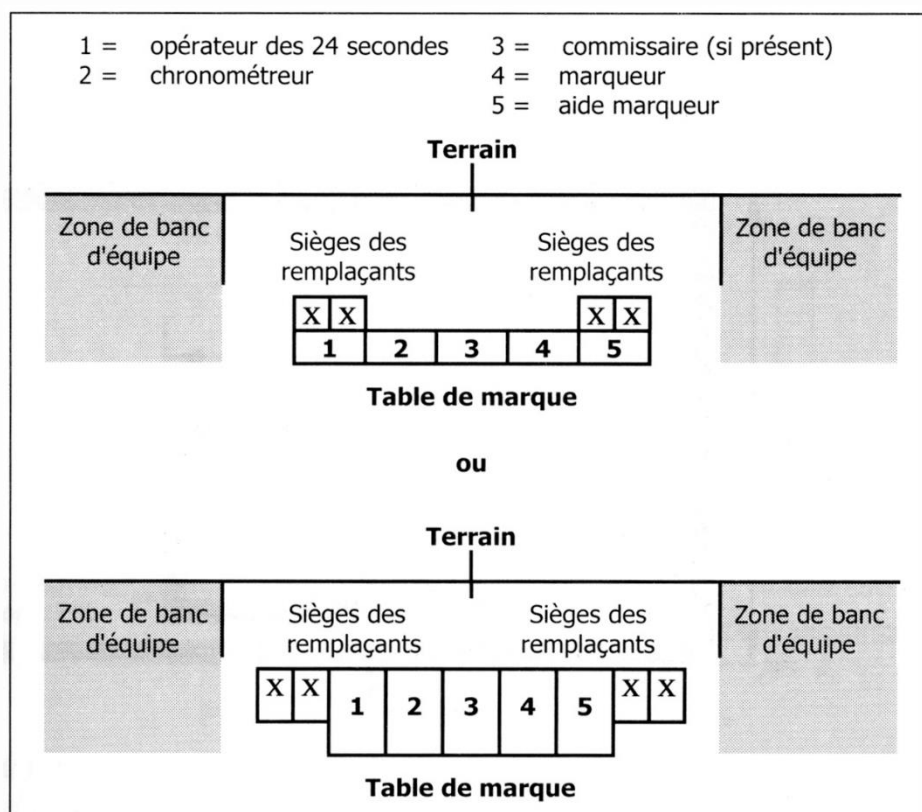 1 = opérateur des 24 secondes
2 = chronométreur
3 = commissaire (si présent)
4 = marqueur
5 = aide marqueur
Terrain
Zone de banc
d'équipe
Sièges des
remplaçants
Sièges des
remplaçants
Zone de banc
d'équipe
X X
X X
1 2 3 4 5
Table de marque
ou
Terrain
Zone de banc
d'équipe
Sièges des
remplaçants
Sièges des
remplaçants
Zone de banc
d'équipe
X X 1 2 3 4 5 X X
Table de marque